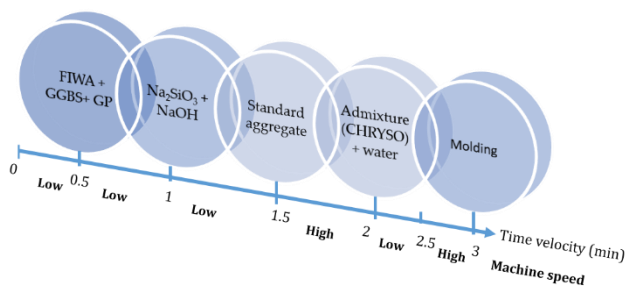 FIWA +
GGBS+ GP
Na₂SiO₃ +
NaOH
Standard
aggregate
Admixture
(CHRYSO)
+ water
Molding
0
Low
0.5
Low
1
Low
1.5
High
2
Low
2.5
High
3
Time velocity (min)
Machine speed